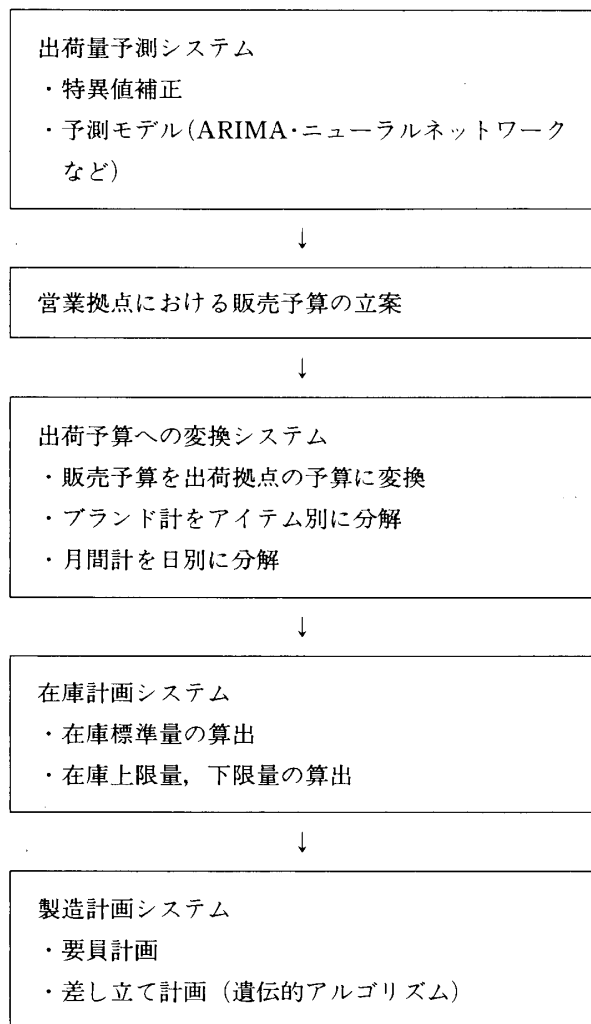 出荷量予測システム
・特異値補正
・予測モデル(ARIMA・ニューラルネットワーク
など)
↓
営業拠点における販売予算の立案
↓
出荷予算への変換システム
・販売予算を出荷拠点の予算に変換
・ブランド計をアイテム別に分解
・月間計を日別に分解
↓
在庫計画システム
・在庫標準量の算出
・在庫上限量，下限量の算出
↓
製造計画システム
・要員計画
・差し立て計画（遺伝的アルゴリズム）